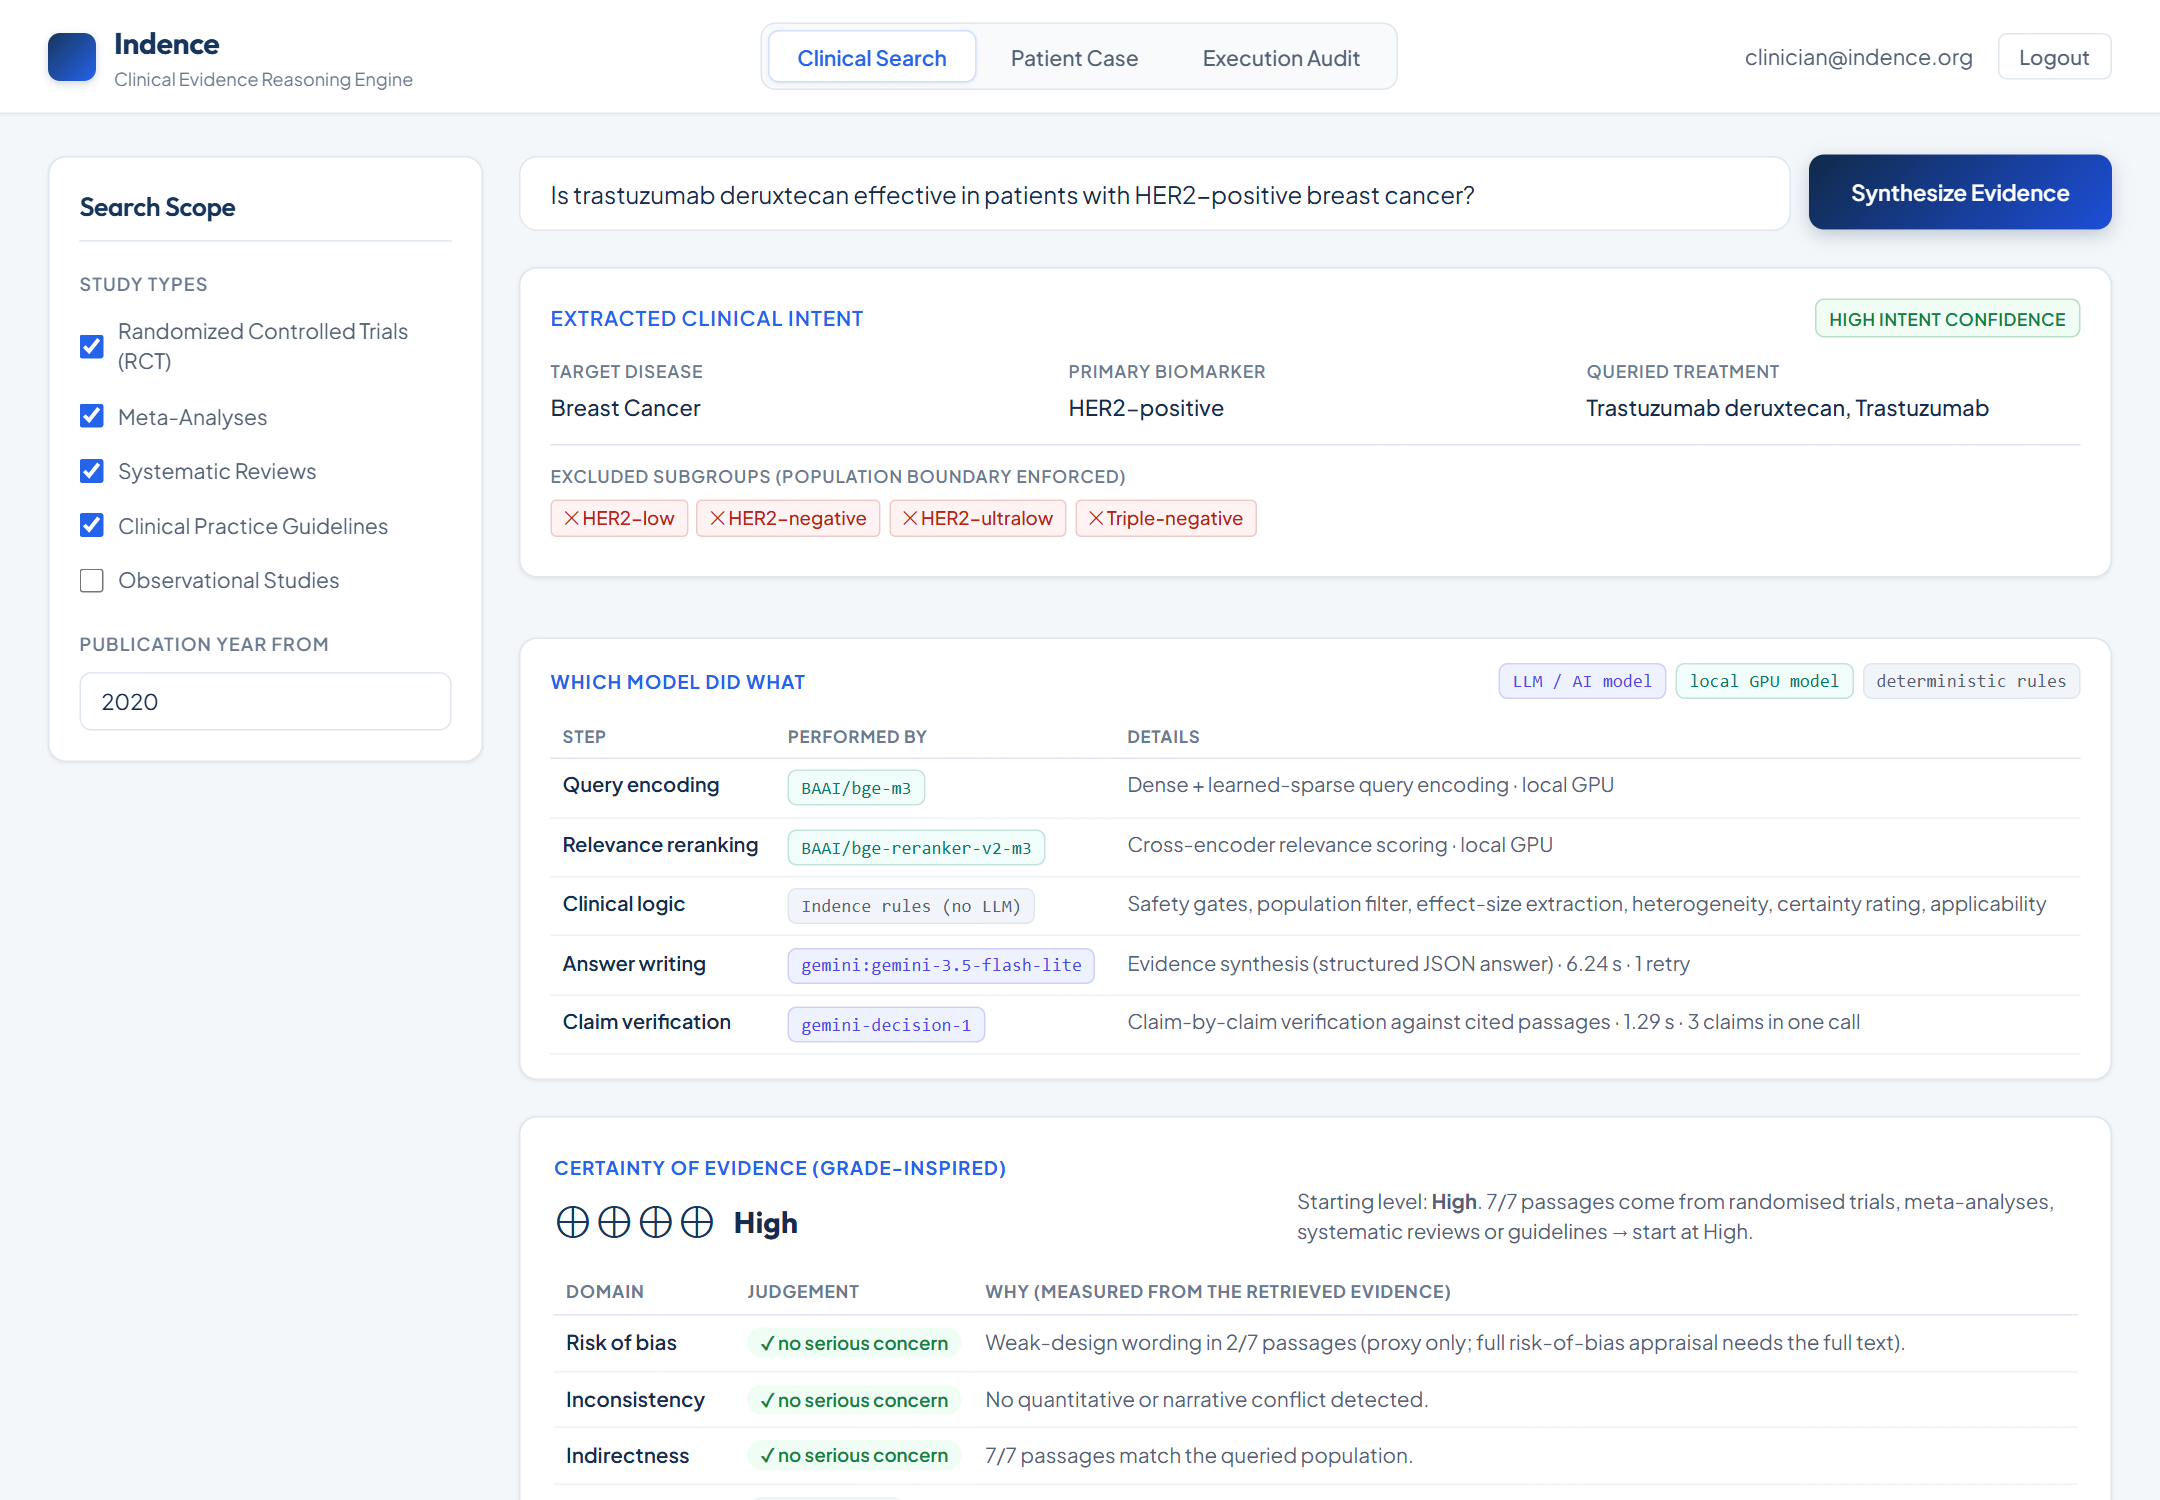 Indence
Clinical Evidence Reasoning Engine
Clinical Search
Patient Case
Execution Audit
clinician@indence.org
Logout
Search Scope
STUDY TYPES
Randomized Controlled Trials
(RCT)
Meta-Analyses
Systematic Reviews
Clinical Practice Guidelines
Observational Studies
PUBLICATION YEAR FROM
2020
Is trastuzumab deruxtecan effective in patients with HER2-positive breast cancer?
Synthesize Evidence
EXTRACTED CLINICAL INTENT
HIGH INTENT CONFIDENCE
TARGET DISEASE
Breast Cancer
PRIMARY BIOMARKER
HER2-positive
QUERIED TREATMENT
Trastuzumab deruxtecan, Trastuzumab
EXCLUDED SUBGROUPS (POPULATION BOUNDARY ENFORCED)
✕HER2-low
✕HER2-negative
✕HER2-ultralow
✕Triple-negative
WHICH MODEL DID WHAT
LLM / AI model
local GPU model
deterministic rules
STEP PERFORMED BY DETAILS
Query encoding BAAI/bge-m3 Dense + learned-sparse query encoding · local GPU
Relevance reranking BAAI/bge-reranker-v2-m3 Cross-encoder relevance scoring · local GPU
Clinical logic Indence rules (no LLM) Safety gates, population filter, effect-size extraction, heterogeneity, certainty rating, applicability
Answer writing gemini:gemini-3.5-flash-lite Evidence synthesis (structured JSON answer) · 6.24 s · 1 retry
Claim verification gemini-decision-1 Claim-by-claim verification against cited passages · 1.29 s · 3 claims in one call
CERTAINTY OF EVIDENCE (GRADE-INSPIRED)
⊕⊕⊕⊕ High
Starting level: High. 7/7 passages come from randomised trials, meta-analyses,
systematic reviews or guidelines → start at High.
DOMAIN JUDGEMENT WHY (MEASURED FROM THE RETRIEVED EVIDENCE)
Risk of bias ✓ no serious concern Weak-design wording in 2/7 passages (proxy only; full risk-of-bias appraisal needs the full text).
Inconsistency ✓ no serious concern No quantitative or narrative conflict detected.
Indirectness ✓ no serious concern 7/7 passages match the queried population.